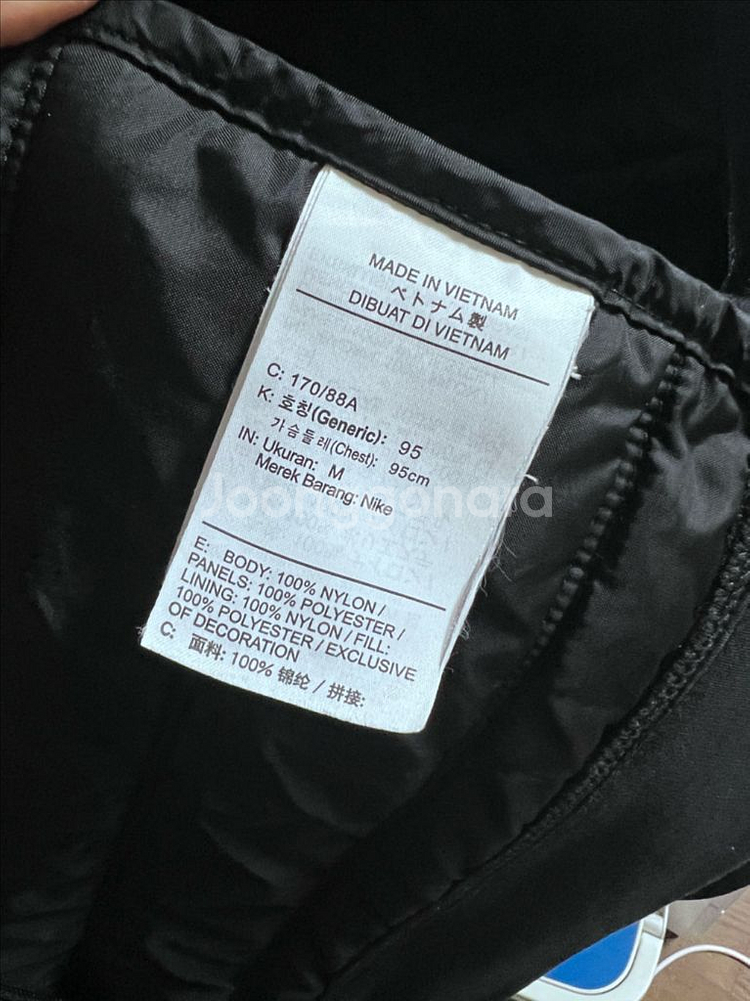 MADE IN VIETNAM
ベトナム製
DIBUAT DI VIETNAM
C: 170/88A
K: 호칭(Generic): 95
가슴둘레(Chest): 95cm
IN: Ukuran: M
Merek Barang: Nike
Joonggonara
E: BODY: 100% NYLON /
PANELS: 100% POLYESTER /
LINING: 100% NYLON / FILL:
100% POLYESTER / EXCLUSIVE
OF DECORATION
C: 面料: 100% 锦纶 / 拼接: